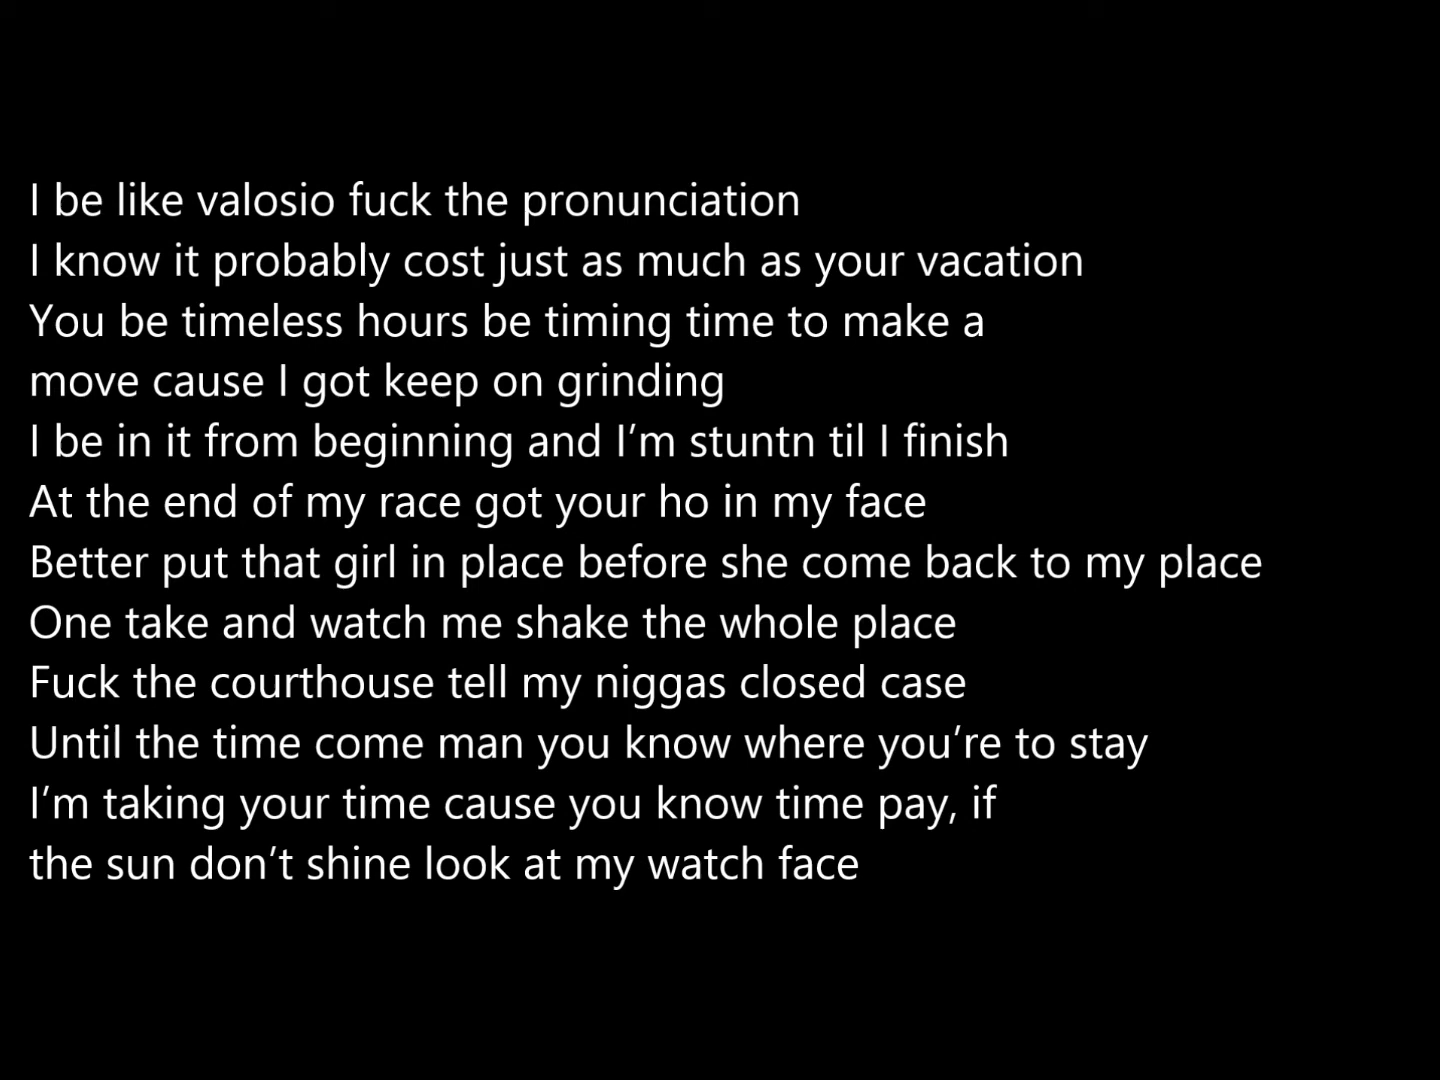 I be like valosio fuck the pronunciation
I know it probably cost just as much as your vacation
You be timeless hours be timing time to make a
move cause I got keep on grinding
I be in it from beginning and I’m stuntn til I finish
At the end of my race got your ho in my face
Better put that girl in place before she come back to my place
One take and watch me shake the whole place
Fuck the courthouse tell my niggas closed case
Until the time come man you know where you’re to stay
I’m taking your time cause you know time pay, if
the sun don’t shine look at my watch face